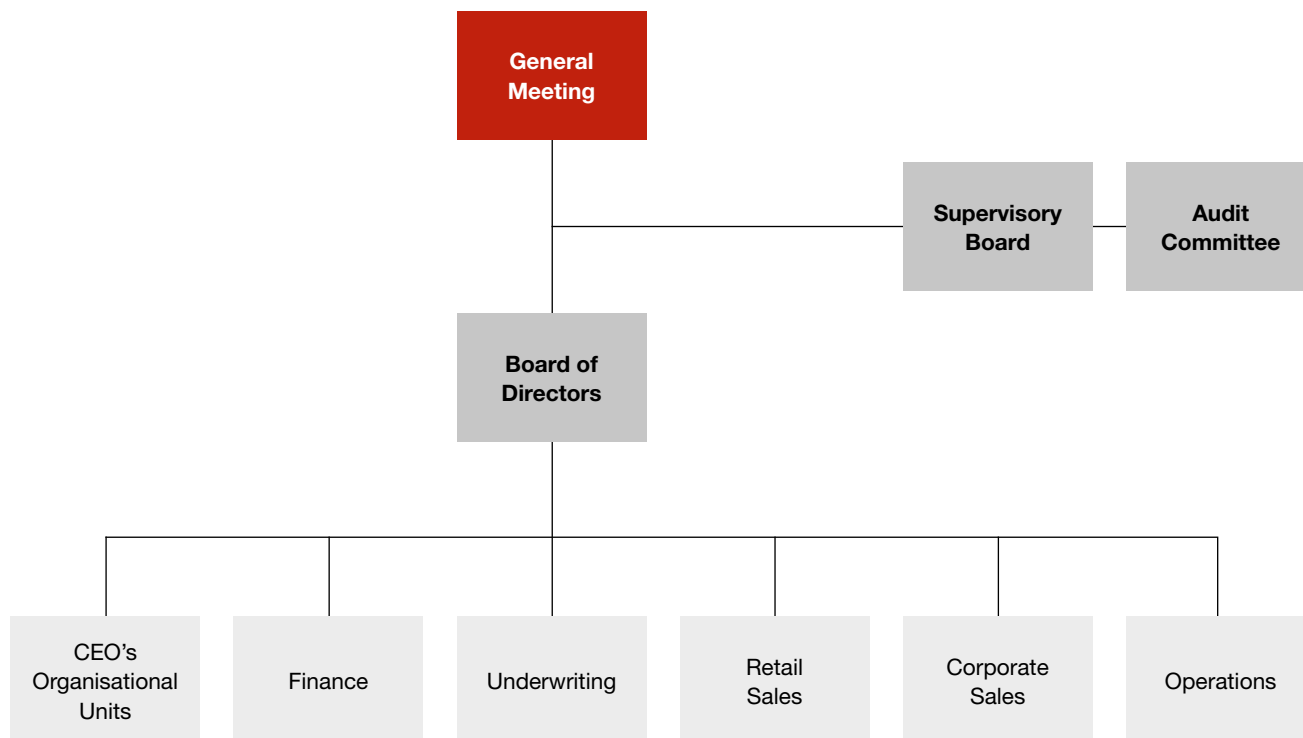 General
Meeting
Supervisory
Board
Audit
Committee
Board of
Directors
CEO’s
Organisational
Units
Finance
Underwriting
Retail
Sales
Corporate
Sales
Operations